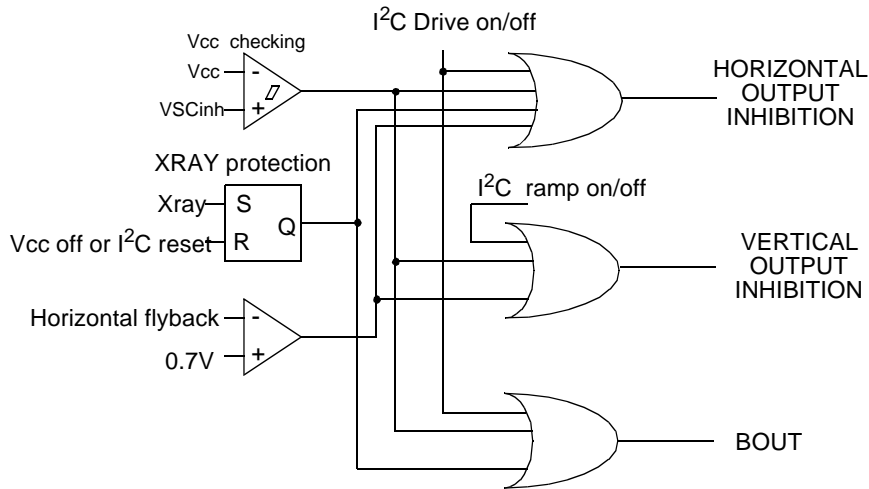 I²C Drive on/off
Vcc checking
Vcc
-
VSCinh
+
HORIZONTAL
OUTPUT
INHIBITION
XRAY protection
Xray
S
Q
Vcc off or I²C reset
R
I²C ramp on/off
VERTICAL
OUTPUT
INHIBITION
Horizontal flyback
-
0.7V
+
BOUT